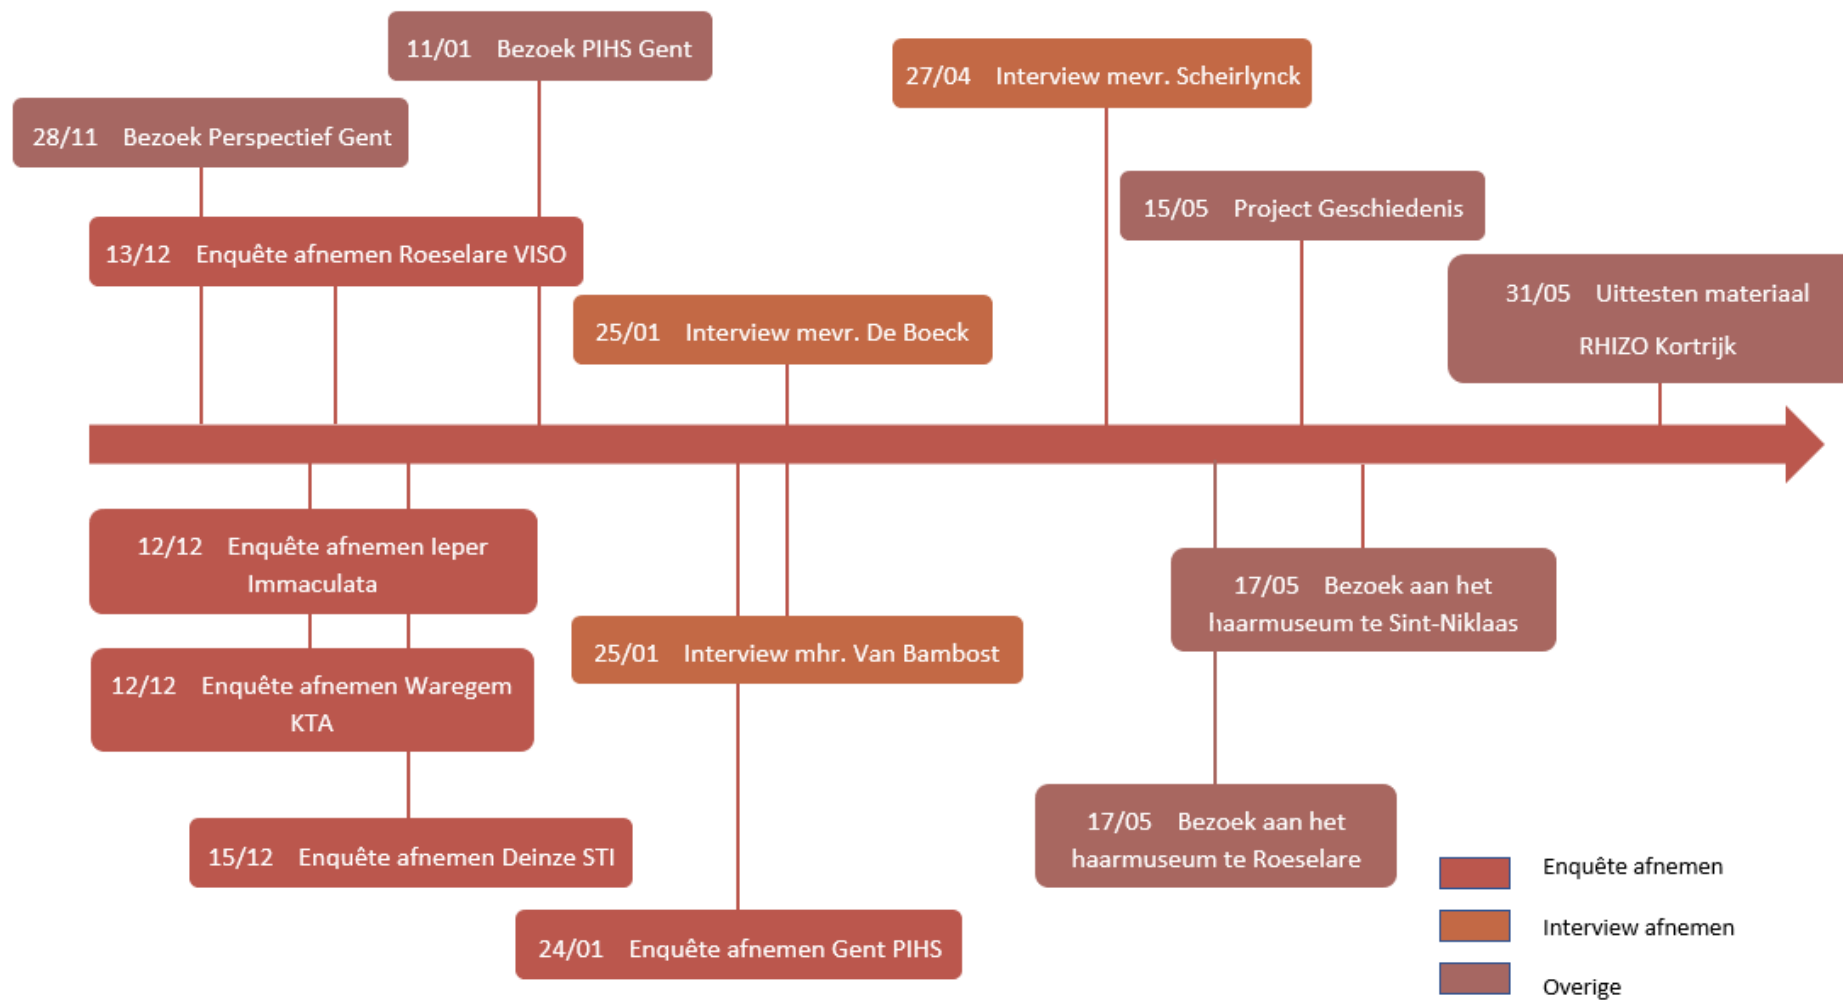 11/01 Bezoek PIHS Gent
27/04 Interview mevr. Scheirlynck
28/11 Bezoek Perspectief Gent
15/05 Project Geschiedenis
13/12 Enquête afnemen Roeselare VISO
31/05 Uittesten materiaal
RHIZO Kortrijk
25/01 Interview mevr. De Boeck
12/12 Enquête afnemen Ieper
Immaculata
17/05 Bezoek aan het
haarmuseum te Sint-Niklaas
25/01 Interview mhr. Van Bambost
12/12 Enquête afnemen Waregem
KTA
17/05 Bezoek aan het
haarmuseum te Roeselare
15/12 Enquête afnemen Deinze STI
24/01 Enquête afnemen Gent PIHS
Enquête afnemen
Interview afnemen
Overige